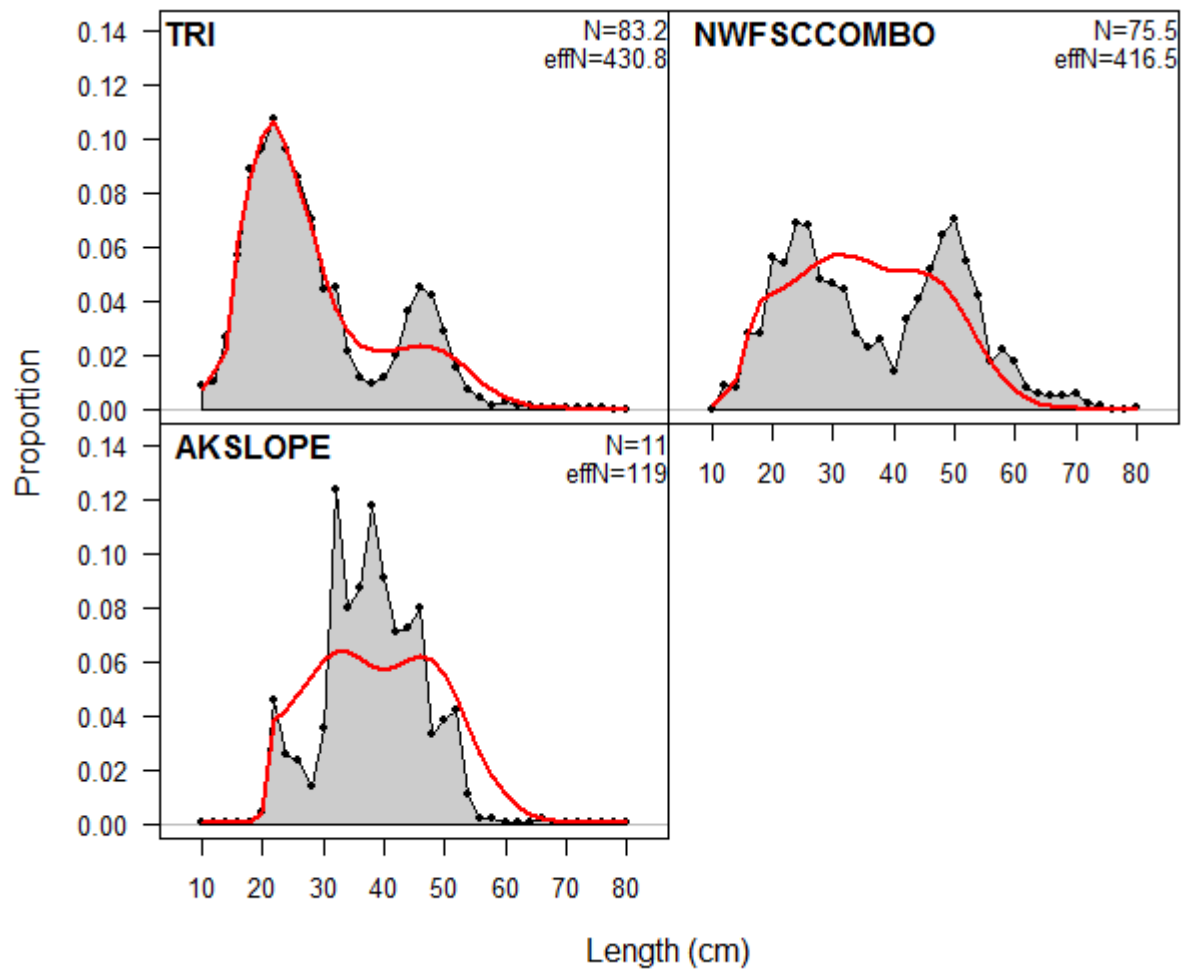 TRI
N=83.2
effN=430.8
0.14
0.12
0.10
0.08
0.06
0.04
0.02
0.00
NWFSCCOMBO
N=75.5
effN=416.5
10 20 30 40 50 60 70 80
AKSLOPE
N=11
effN=119
0.14
0.12
0.10
0.08
0.06
0.04
0.02
0.00
10 20 30 40 50 60 70 80
Proportion
Length (cm)